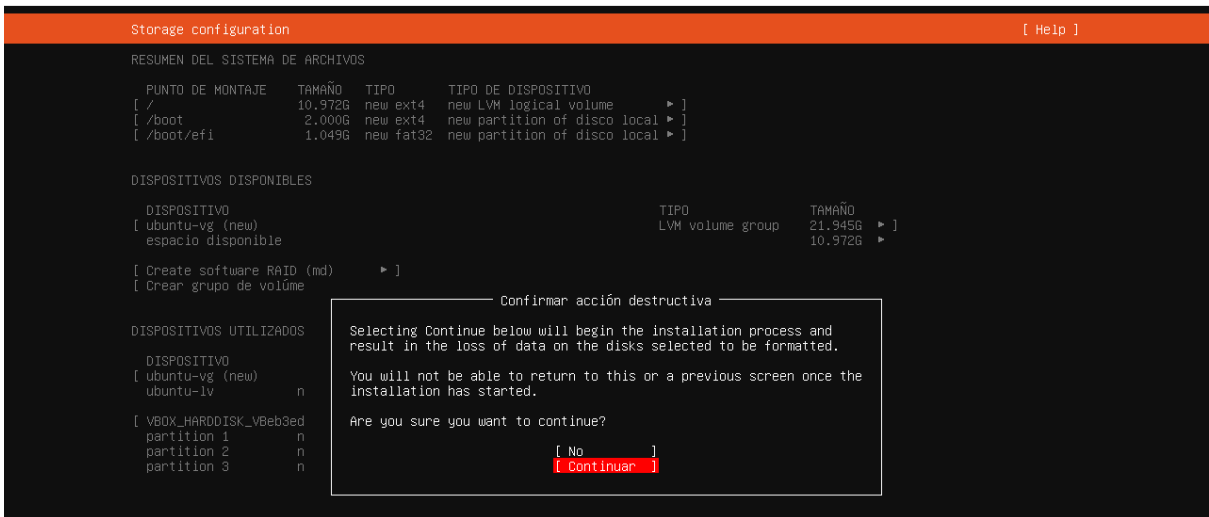 Storage configuration [ Help ]
RESUMEN DEL SISTEMA DE ARCHIVOS
PUNTO DE MONTAJE TAMAÑO TIPO TIPO DE DISPOSITIVO
[ / 10.972G new ext4 new LVM logical volume ▸ ]
[ /boot 2.000G new ext4 new partition of disco local ▸ ]
[ /boot/efi 1.049G new fat32 new partition of disco local ▸ ]
DISPOSITIVOS DISPONIBLES
DISPOSITIVO TIPO TAMAÑO
[ ubuntu-vg (new) LVM volume group 21.945G ▸ ]
espacio disponible 10.972G ▸
[ Create software RAID (md) ▸ ]
[ Crear grupo de volúme
DISPOSITIVOS UTILIZADOS
DISPOSITIVO
[ ubuntu-vg (new)
ubuntu-lv n
[ VBOX_HARDDISK_VBeb3ed
partition 1 n
partition 2 n
partition 3 n
Confirmar acción destructiva
Selecting Continue below will begin the installation process and
result in the loss of data on the disks selected to be formatted.
You will not be able to return to this or a previous screen once the
installation has started.
Are you sure you want to continue?
[ No ]
[ Continuar ]